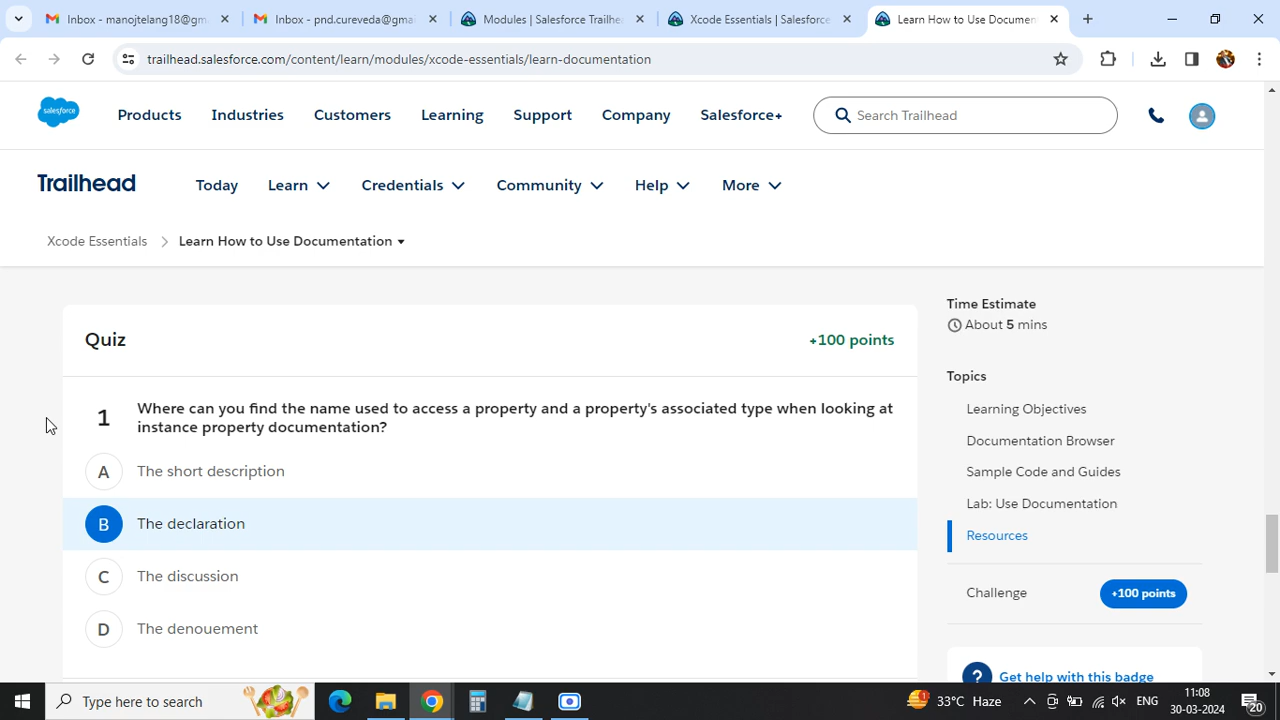 Inbox - manojtelang18@gm
Inbox - pnd.cureveda@gmai
Modules | Salesforce Trailhe
Xcode Essentials | Salesforce
Learn How to Use Documen
trailhead.salesforce.com/content/learn/modules/xcode-essentials/learn-documentation
salesforce
Products
Industries
Customers
Learning
Support
Company
Salesforce+
Search Trailhead
Trailhead
Today
Learn
Credentials
Community
Help
More
Xcode Essentials
Learn How to Use Documentation
Quiz
+100 points
1
Where can you find the name used to access a property and a property's associated type when looking at
instance property documentation?
A The short description
B The declaration
C The discussion
D The denouement
Time Estimate
About 5 mins
Topics
Learning Objectives
Documentation Browser
Sample Code and Guides
Lab: Use Documentation
Resources
Challenge
+100 points
? Get help with this badge
Type here to search
1
33°C Haze
ENG
11:08
30-03-2024
20